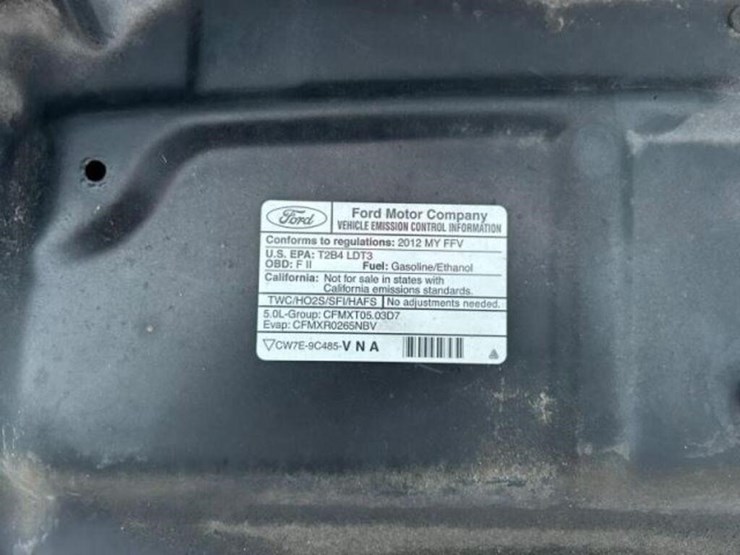 Ford
Ford Motor Company
VEHICLE EMISSION CONTROL INFORMATION
Conforms to regulations: 2012 MY FFV
U.S. EPA: T2B4 LDT3
OBD: F II Fuel: Gasoline/Ethanol
California: Not for sale in states with
California emissions standards.
TWC/HO2S/SFI/HAFS No adjustments needed.
5.0L-Group: CFMXT05.03D7
Evap: CFMXR0265NBV
CW7E-9C485-V N A